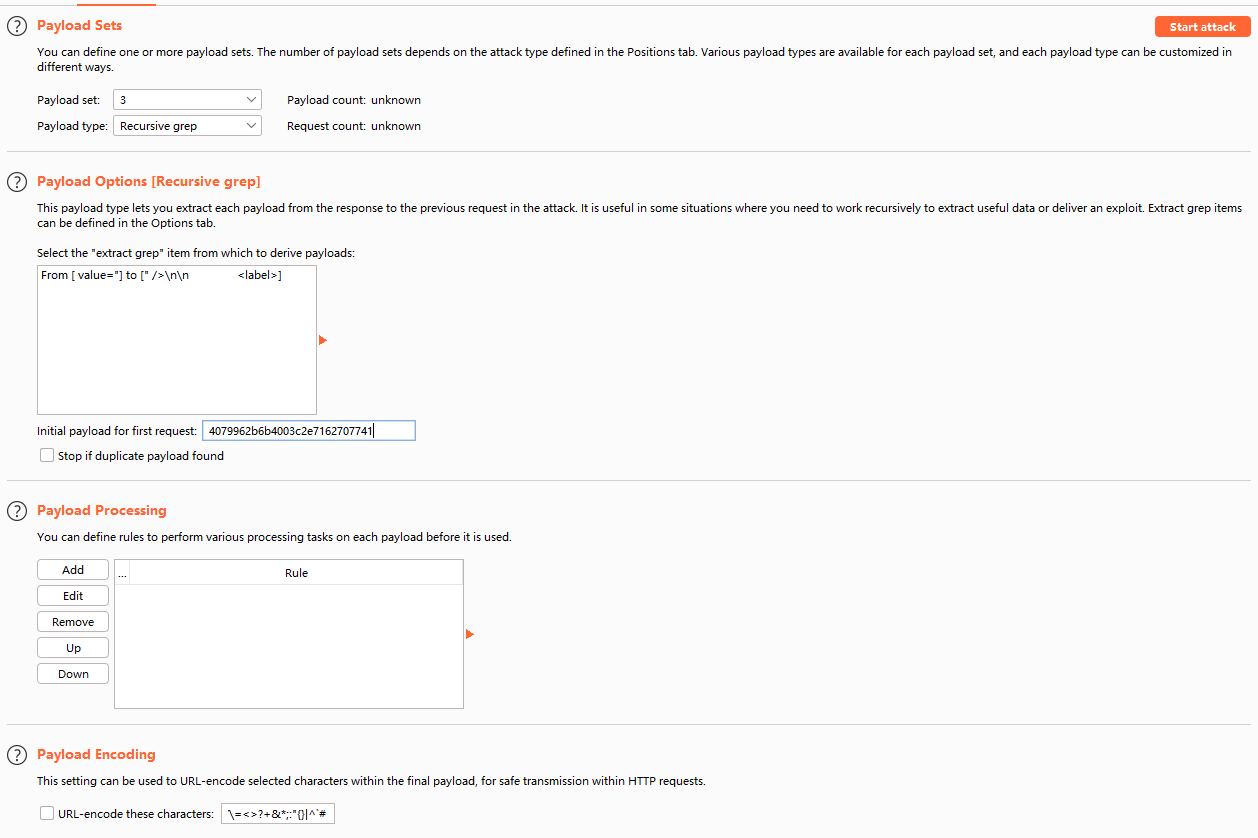 Payload Sets
Start attack
You can define one or more payload sets. The number of payload sets depends on the attack type defined in the Positions tab. Various payload types are available for each payload set, and each payload type can be customized in
different ways.
Payload set: 3 Payload count: unknown
Payload type: Recursive grep Request count: unknown
Payload Options [Recursive grep]
This payload type lets you extract each payload from the response to the previous request in the attack. It is useful in some situations where you need to work recursively to extract useful data or deliver an exploit. Extract grep items
can be defined in the Options tab.
Select the "extract grep" item from which to derive payloads:
From [ value="] to [" />\n\n <label>]
Initial payload for first request: 4079962b6b4003c2e7162707741
Stop if duplicate payload found
Payload Processing
You can define rules to perform various processing tasks on each payload before it is used.
Add
... Rule
Edit
Remove
Up
Down
Payload Encoding
This setting can be used to URL-encode selected characters within the final payload, for safe transmission within HTTP requests.
URL-encode these characters: \=<>?+&*;:"{}|^`#